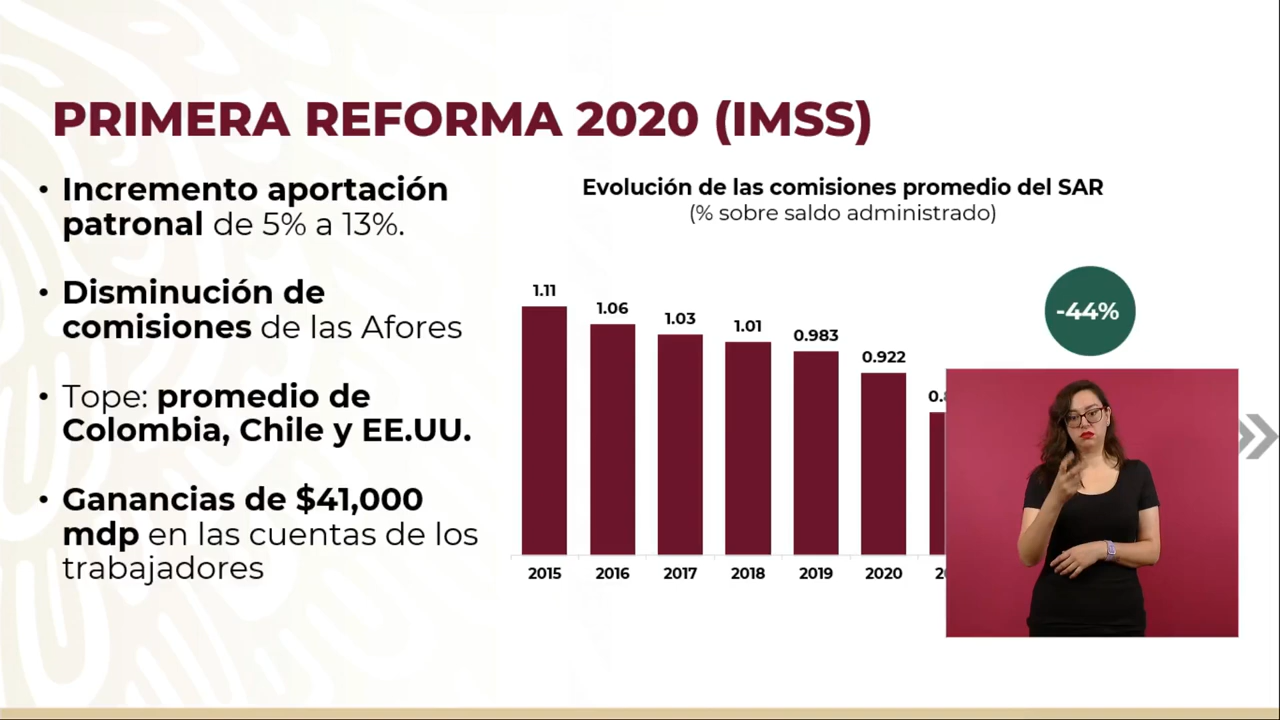 PRIMERA REFORMA 2020 (IMSS)
• Incremento aportación
patronal de 5% a 13%.
• Disminución de
comisiones de las Afores
• Tope: promedio de
Colombia, Chile y EE.UU.
• Ganancias de $41,000
mdp en las cuentas de los
trabajadores
Evolución de las comisiones promedio del SAR
(% sobre saldo administrado)
-44%
1.11
1.06
1.03
1.01
0.983
0.922
2015
2016
2017
2018
2019
2020